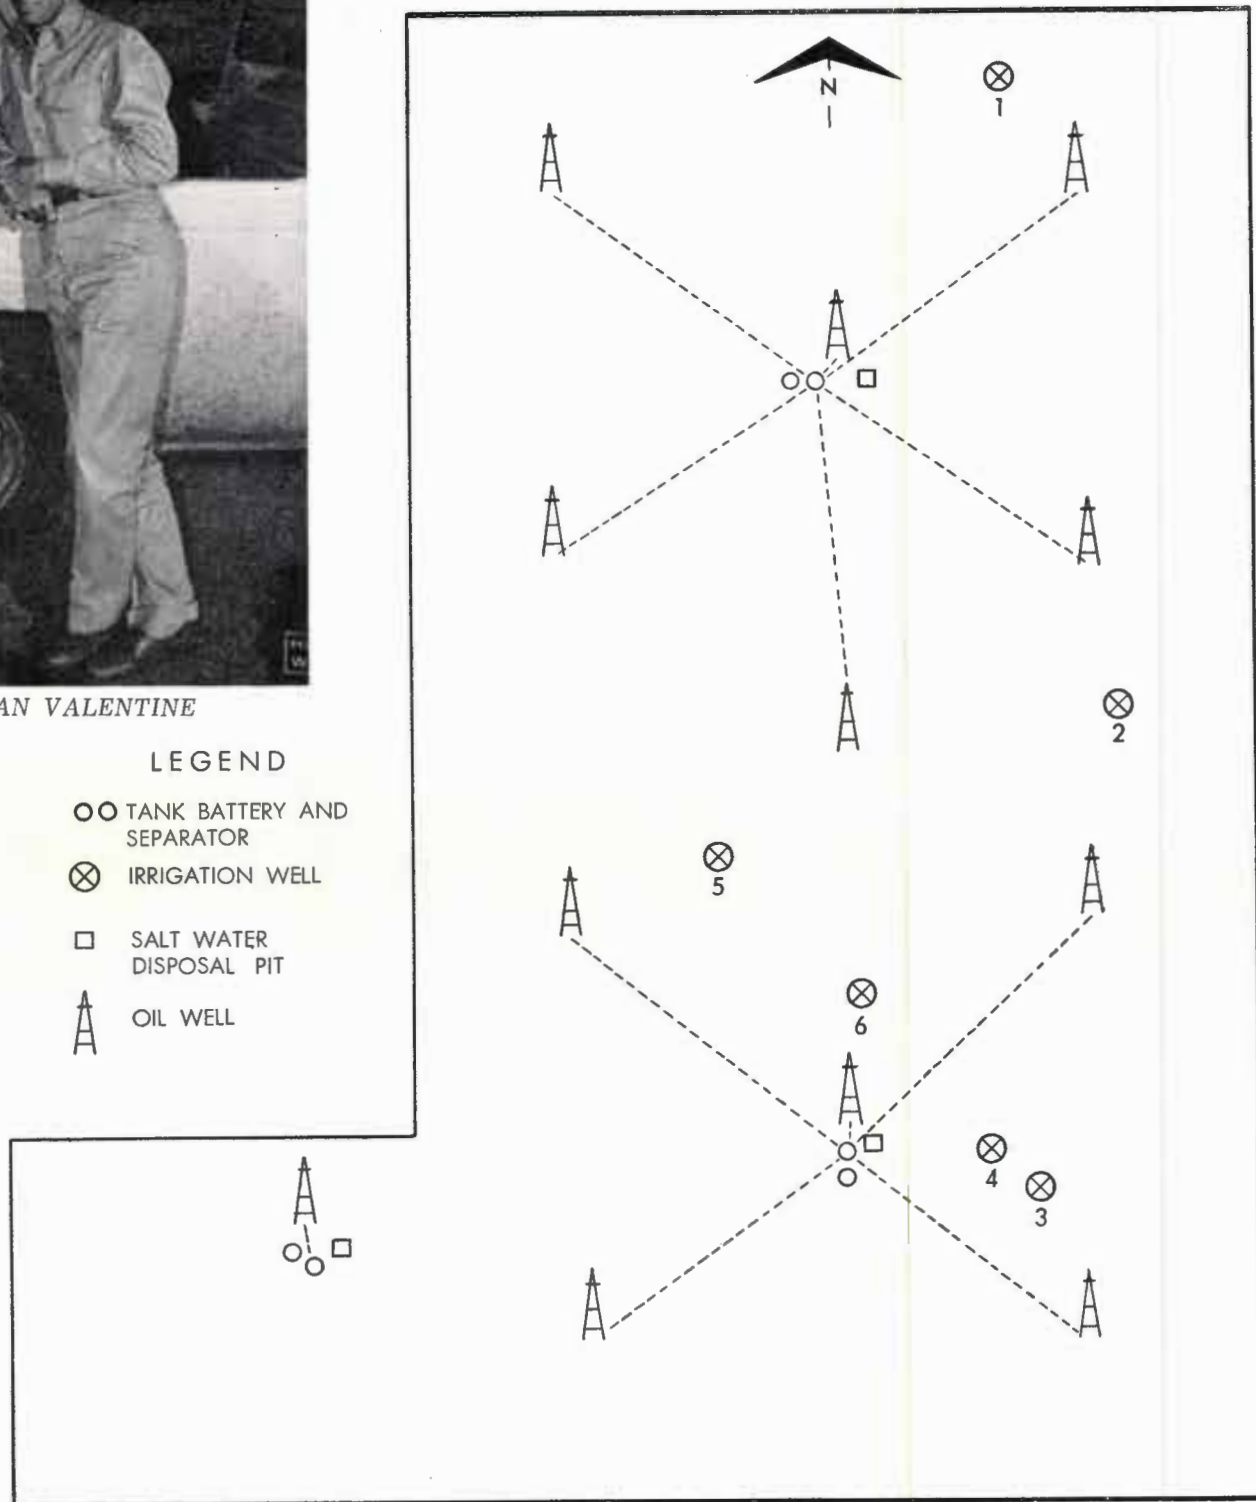 N
1
2
AN VALENTINE
LEGEND
TANK BATTERY AND
SEPARATOR
IRRIGATION WELL
SALT WATER
DISPOSAL PIT
OIL WELL
5
6
4
3